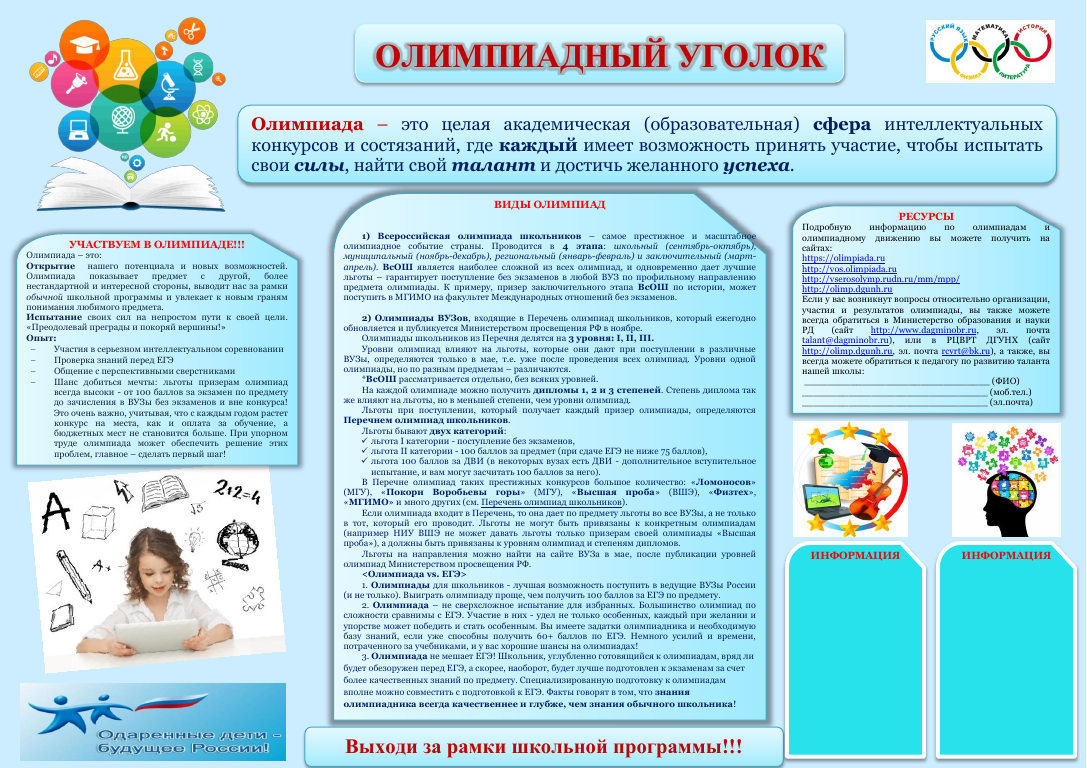 ОЛИМПИАДНЫЙ УГОЛОК
РУССКИЙ ЯЗЫК
МАТЕМАТИКА
ИСТОРИЯ
ФИЗИКА
ЛИТЕРАТУРА
Олимпиада – это целая академическая (образовательная) сфера интеллектуальных
конкурсов и состязаний, где каждый имеет возможность принять участие, чтобы испытать
свои силы, найти свой талант и достичь желанного успеха.
УЧАСТВУЕМ В ОЛИМПИАДЕ!!!
Олимпиада – это:
Открытие нашего потенциала и новых возможностей.
Олимпиада показывает предмет с другой, более
нестандартной и интересной стороны, выводит нас за рамки
обычной школьной программы и увлекает к новым граням
понимания любимого предмета.
Испытание своих сил на непростом пути к своей цели.
«Преодолевай преграды и покоряй вершины!»
Опыт:
– Участия в серьезном интеллектуальном соревновании
– Проверка знаний перед ЕГЭ
– Общение с перспективными сверстниками
– Шанс добиться мечты: льготы призерам олимпиад
всегда высоки - от 100 баллов за экзамен по предмету
до зачисления в ВУЗы без экзаменов и вне конкурса!
Это очень важно, учитывая, что с каждым годом растет
конкурс на места, как и оплата за обучение, а
бюджетных мест не становится больше. При упорном
труде олимпиада может обеспечить решение этих
проблем, главное – сделать первый шаг!
A
2+2=4
√3
A
Одаренные дети -
будущее России!
ВИДЫ ОЛИМПИАД
1) Всероссийская олимпиада школьников – самое престижное и масштабное
олимпиадное событие страны. Проводится в 4 этапа: школьный (сентябрь-октябрь),
муниципальный (ноябрь-декабрь), региональный (январь-февраль) и заключительный (март-
апрель). ВсОШ является наиболее сложной из всех олимпиад, и одновременно дает лучшие
льготы – гарантирует поступление без экзаменов в любой ВУЗ по профильному направлению
предмета олимпиады. К примеру, призер заключительного этапа ВсОШ по истории, может
поступить в МГИМО на факультет Международных отношений без экзаменов.
2) Олимпиады ВУЗов, входящие в Перечень олимпиад школьников, который ежегодно
обновляется и публикуется Министерством просвещения РФ в ноябре.
Олимпиады школьников из Перечня делятся на 3 уровня: I, II, III.
Уровни олимпиад влияют на льготы, которые они дают при поступлении в различные
ВУЗы, определяются только в мае, т.е. уже после проведения всех олимпиад. Уровни одной
олимпиады, но по разным предметам – различаются.
*ВсОШ рассматривается отдельно, без всяких уровней.
На каждой олимпиаде можно получить дипломы 1, 2 и 3 степеней. Степень диплома так
же влияют на льготы, но в меньшей степени, чем уровни олимпиад.
Льготы при поступлении, который получает каждый призер олимпиады, определяются
Перечнем олимпиад школьников.
Льготы бывают двух категорий:
✓ льгота I категории - поступление без экзаменов,
✓ льгота II категории - 100 баллов за предмет (при сдаче ЕГЭ не ниже 75 баллов),
✓ льгота 100 баллов за ДВИ (в некоторых вузах есть ДВИ - дополнительное вступительное
испытание, и вам могут засчитать 100 баллов за него).
В Перечне олимпиад таких престижных конкурсов большое количество: «Ломоносов»
(МГУ), «Покори Воробьевы горы» (МГУ), «Высшая проба» (ВШЭ), «Физтех»,
«МГИМО» и много других (см. Перечень олимпиад школьников).
Если олимпиада входит в Перечень, то она дает по предмету льготы во все ВУЗы, а не только
в тот, который его проводит. Льготы не могут быть привязаны к конкретным олимпиадам
(например НИУ ВШЭ не может давать льготы только призерам своей олимпиады «Высшая
проба»), а должны быть привязаны к уровням олимпиад и степеням дипломов.
Льготы на направления можно найти на сайте ВУЗа в мае, после публикации уровней
олимпиад Министерством просвещения РФ.
<Олимпиада vs. ЕГЭ>
1. Олимпиады для школьников - лучшая возможность поступить в ведущие ВУЗы России
(и не только). Выиграть олимпиаду проще, чем получить 100 баллов за ЕГЭ по предмету.
2. Олимпиада – не сверхсложное испытание для избранных. Большинство олимпиад по
сложности сравнимы с ЕГЭ. Участие в них - удел не только особенных, каждый при желании и
упорстве может победить и стать особенным. Вы имеете задатки олимпиадника и необходимую
базу знаний, если уже способны получить 60+ баллов по ЕГЭ. Немного усилий и времени,
потраченного за учебниками, и у вас хорошие шансы на олимпиадах!
3. Олимпиада не мешает ЕГЭ! Школьник, углубленно готовящийся к олимпиадам, вряд ли
будет обезоружен перед ЕГЭ, а скорее, наоборот, будет лучше подготовлен к экзаменам за счет
более качественных знаний по предмету. Специализированную подготовку к олимпиадам
вполне можно совместить с подготовкой к ЕГЭ. Факты говорят в том, что знания
олимпиадника всегда качественнее и глубже, чем знания обычного школьника!
Выходи за рамки школьной программы!!!
РЕСУРСЫ
Подробную информацию по олимпиадам и
олимпиадному движению вы можете получить на
сайтах:
https://olimpiada.ru
http://vos.olimpiada.ru
http://vserosolymp.rudn.ru/mm/mpp/
http://olimp.dgunh.ru
Если у вас возникнут вопросы относительно организации,
участия и результатов олимпиады, вы также можете
всегда обратиться в Министерство образования и науки
РД (сайт http://www.dagminobr.ru, эл. почта
talant@dagminobr.ru), или в РЦВРТ ДГУНХ (сайт
http://olimp.dgunh.ru, эл. почта rcvrt@bk.ru), а также, вы
всегда можете обратиться к педагогу по развитию таланта
нашей школы:
________________________ (ФИО)
________________________ (моб.тел.)
________________________ (эл.почта)
ИНФОРМАЦИЯ
ИНФОРМАЦИЯ